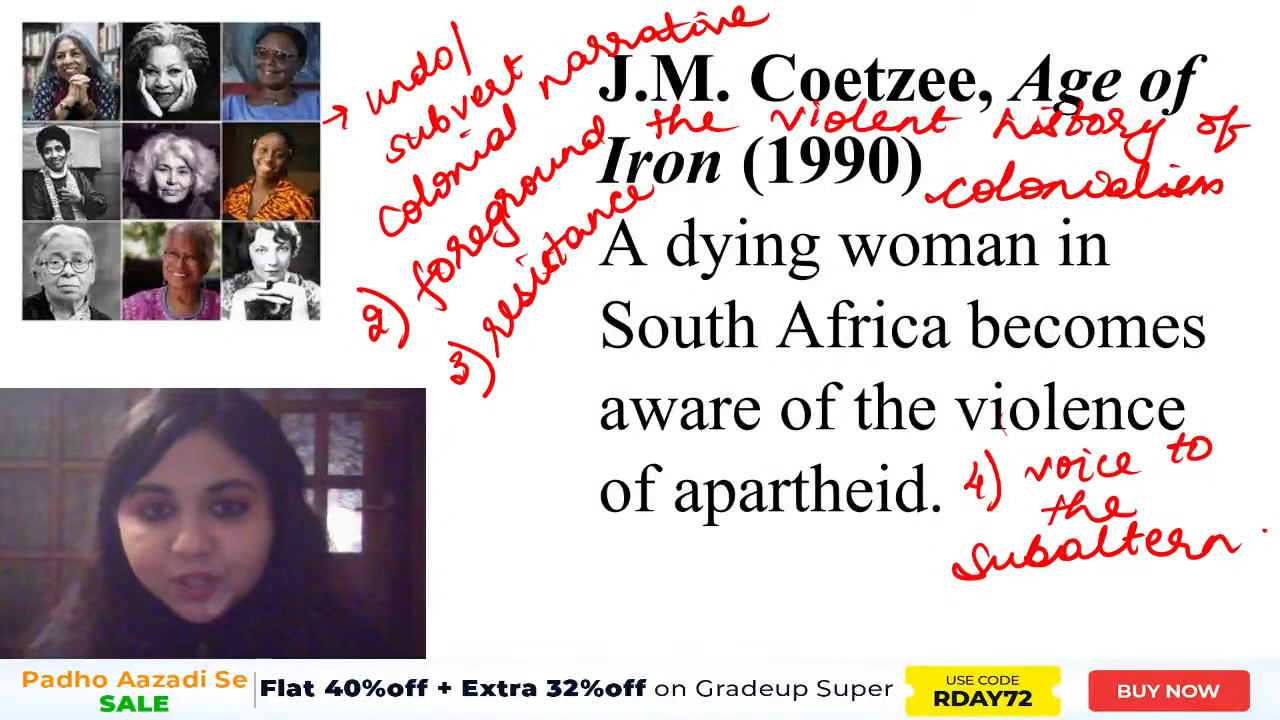 → undo/
subvert
colonial narrative
2) foreground the violent history of
colonialism
3) resistance
J.M. Coetzee, Age of
Iron (1990)
A dying woman in
South Africa becomes
aware of the violence
of apartheid.
4) voice to
the
subaltern.
Padho Aazadi Se
SALE
Flat 40%off + Extra 32%off on Gradeup Super
USE CODE
RDAY72
BUY NOW